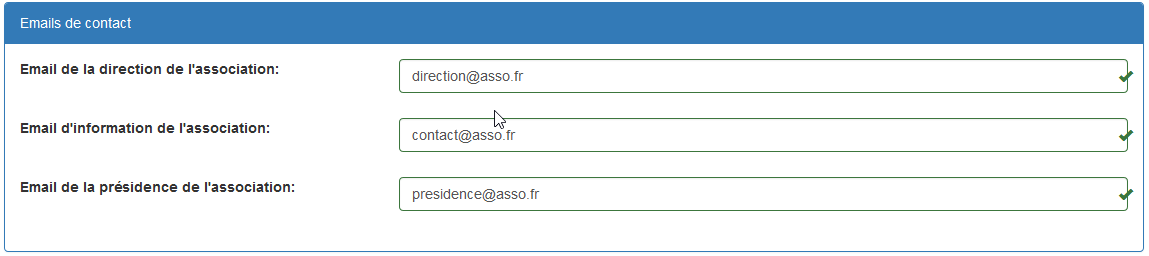 Emails de contact
Email de la direction de l'association:
direction@asso.fr
Email d'information de l'association:
contact@asso.fr
Email de la présidence de l'association:
presidence@asso.fr